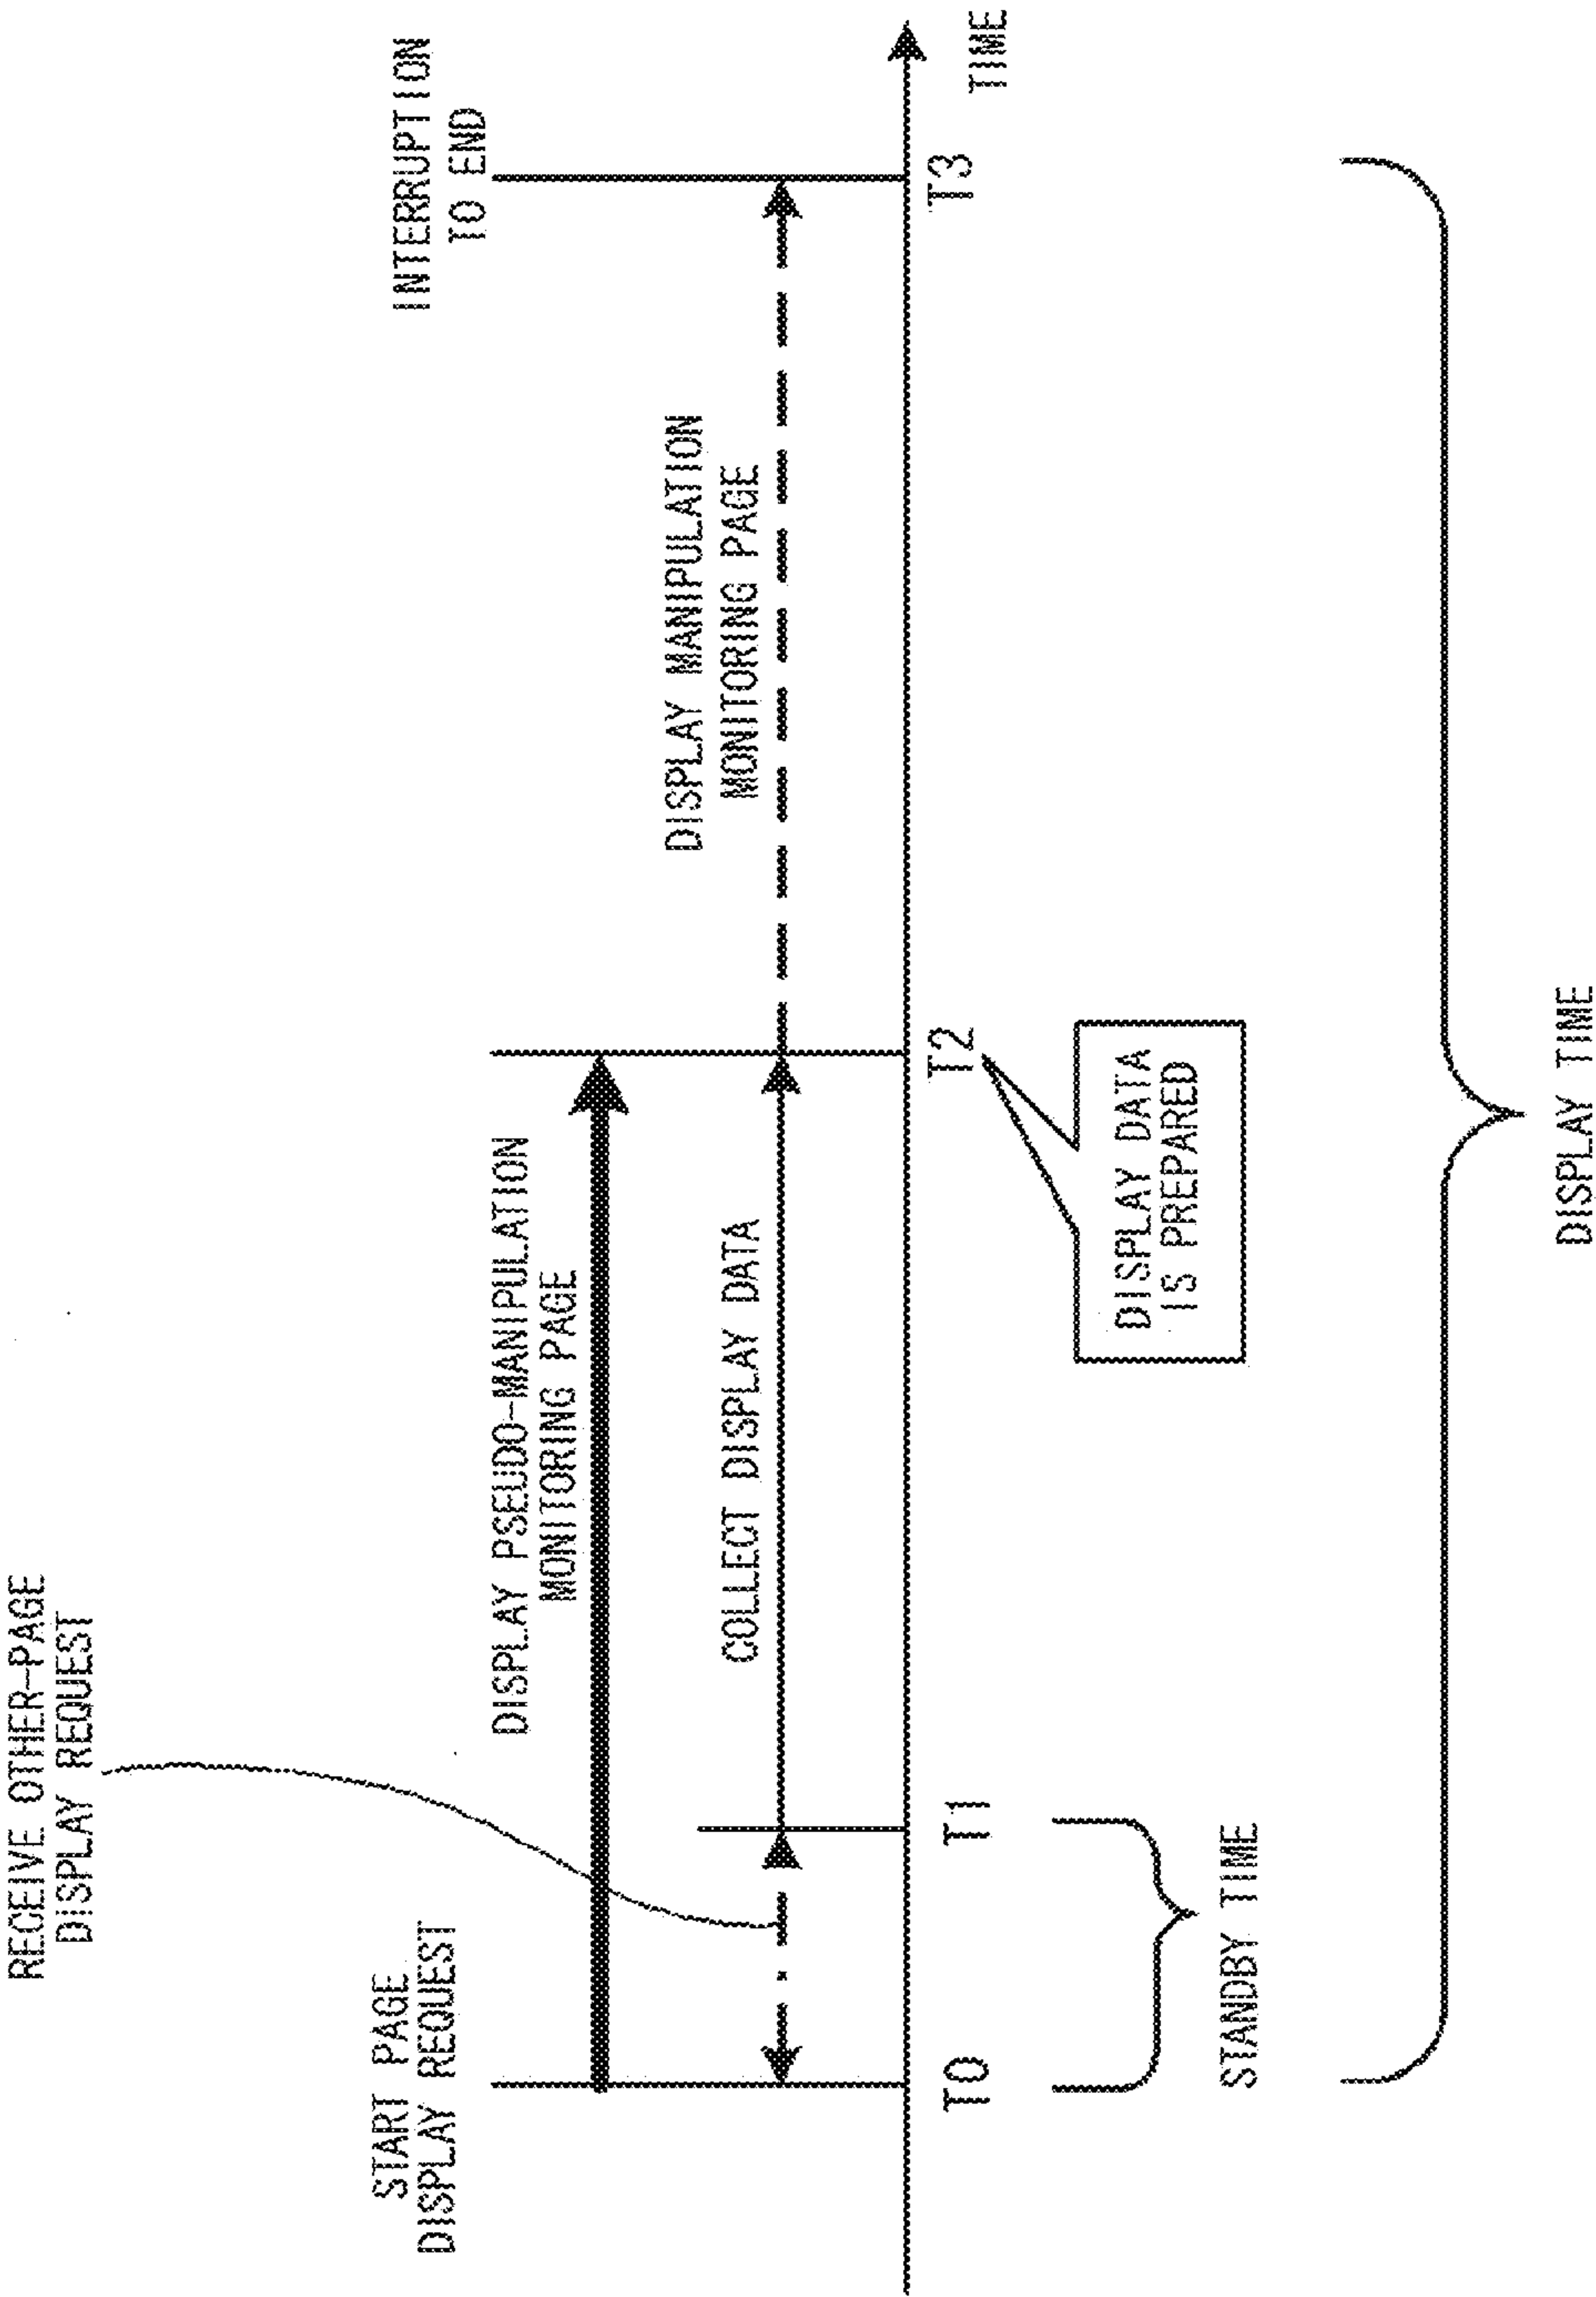 RECEIVE OTHER-PAGE
DISPLAY REQUEST
START PAGE
DISPLAY REQUEST
INTERRUPTION
TO END
DISPLAY PSEUDO-MANIPULATION
MONITORING PAGE
DISPLAY MANIPULATION
MONITORING PAGE
COLLECT DISPLAY DATA
T0
T1
T2
T3
TIME
DISPLAY DATA
IS PREPARED
STANDBY TIME
DISPLAY TIME